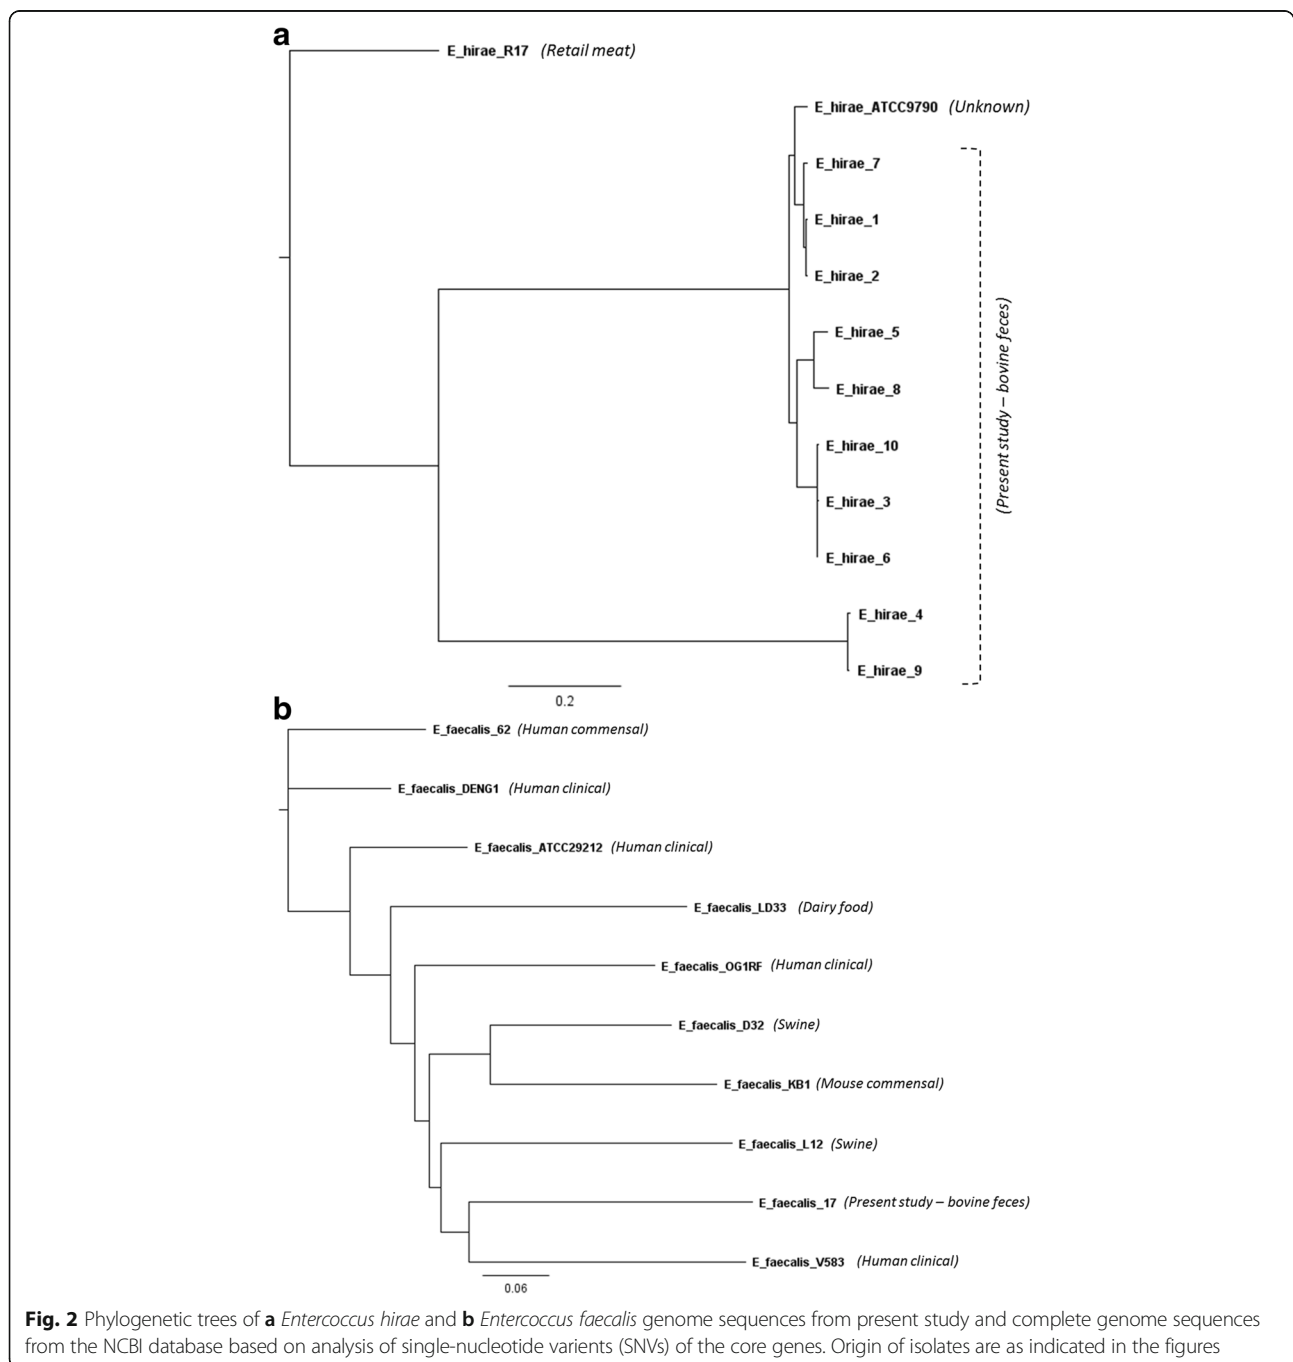 a
E_hirae_R17 (Retail meat)
E_hirae_ATCC9790 (Unknown)
E_hirae_7
E_hirae_1
E_hirae_2
E_hirae_5
E_hirae_8
E_hirae_10
E_hirae_3
E_hirae_6
E_hirae_4
E_hirae_9
(Present study – bovine feces)
0.2
b
E_faecalis_62 (Human commensal)
E_faecalis_DENG1 (Human clinical)
E_faecalis_ATCC29212 (Human clinical)
E_faecalis_LD33 (Dairy food)
E_faecalis_OG1RF (Human clinical)
E_faecalis_D32 (Swine)
E_faecalis_KB1 (Mouse commensal)
E_faecalis_L12 (Swine)
E_faecalis_17 (Present study – bovine feces)
E_faecalis_V583 (Human clinical)
0.06
Fig. 2 Phylogenetic trees of a Entercoccus hirae and b Entercoccus faecalis genome sequences from present study and complete genome sequences
from the NCBI database based on analysis of single-nucleotide varients (SNVs) of the core genes. Origin of isolates are as indicated in the figures